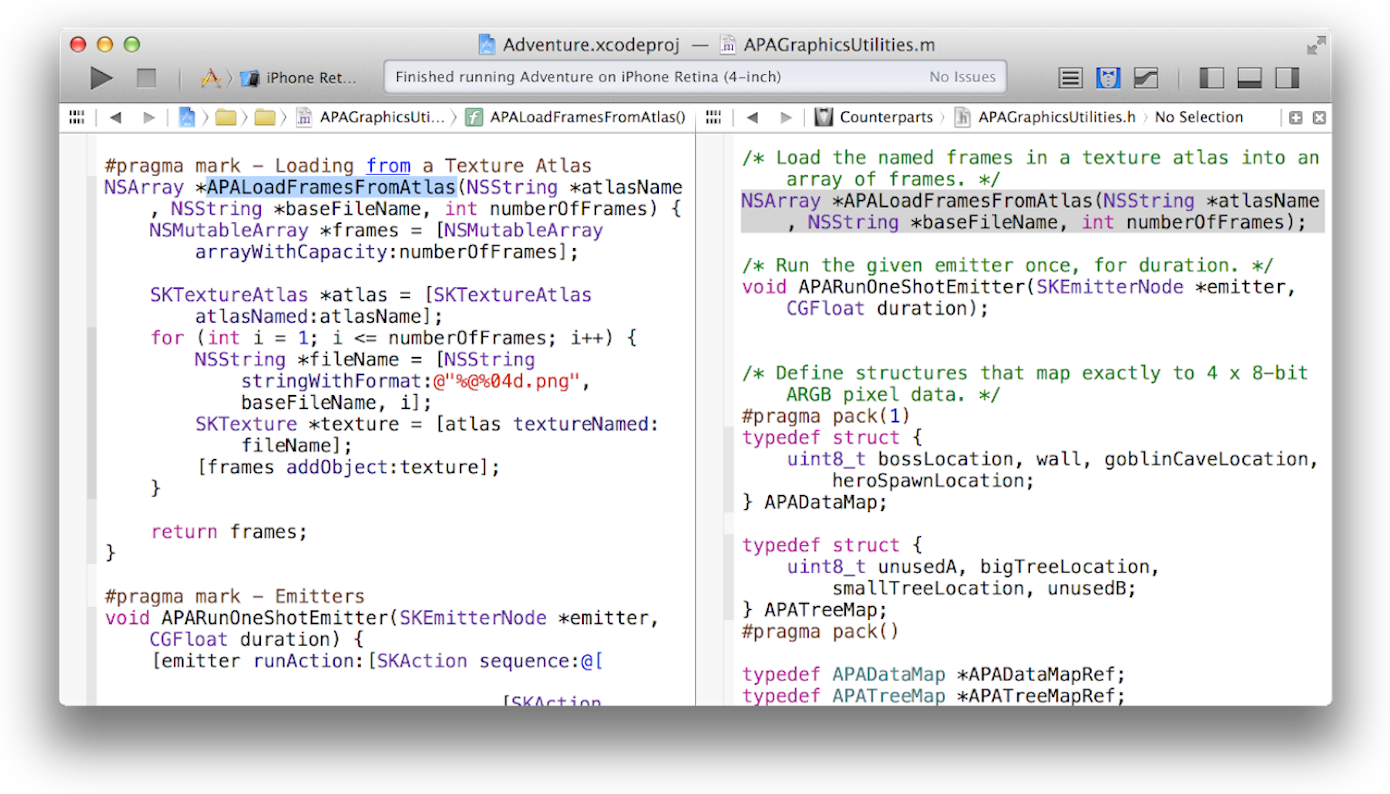 Adventure.xcodeproj — APAGraphicsUtilities.m
iPhone Ret...
Finished running Adventure on iPhone Retina (4-inch)
No Issues
APAGraphicsUti...
APALoadFramesFromAtlas()
Counterparts
APAGraphicsUtilities.h
No Selection
#pragma mark - Loading from a Texture Atlas
NSArray *APALoadFramesFromAtlas(NSString *atlasName
, NSString *baseFileName, int numberOfFrames) {
NSMutableArray *frames = [NSMutableArray
arrayWithCapacity:numberOfFrames];
SKTextureAtlas *atlas = [SKTextureAtlas
atlasNamed:atlasName];
for (int i = 1; i <= numberOfFrames; i++) {
NSString *fileName = [NSString
stringWithFormat:@"%@%04d.png",
baseFileName, i];
SKTexture *texture = [atlas textureNamed:
fileName];
[frames addObject:texture];
}
return frames;
}
#pragma mark - Emitters
void APARunOneShotEmitter(SKEmitterNode *emitter,
CGFloat duration) {
[emitter runAction:[SKAction sequence:@[
[SKAction
/* Load the named frames in a texture atlas into an
array of frames. */
NSArray *APALoadFramesFromAtlas(NSString *atlasName
, NSString *baseFileName, int numberOfFrames);
/* Run the given emitter once, for duration. */
void APARunOneShotEmitter(SKEmitterNode *emitter,
CGFloat duration);
/* Define structures that map exactly to 4 x 8-bit
ARGB pixel data. */
#pragma pack(1)
typedef struct {
uint8_t bossLocation, wall, goblinCaveLocation,
heroSpawnLocation;
} APADataMap;
typedef struct {
uint8_t unusedA, bigTreeLocation,
smallTreeLocation, unusedB;
} APATreeMap;
#pragma pack()
typedef APADataMap *APADataMapRef;
typedef APATreeMap *APATreeMapRef;